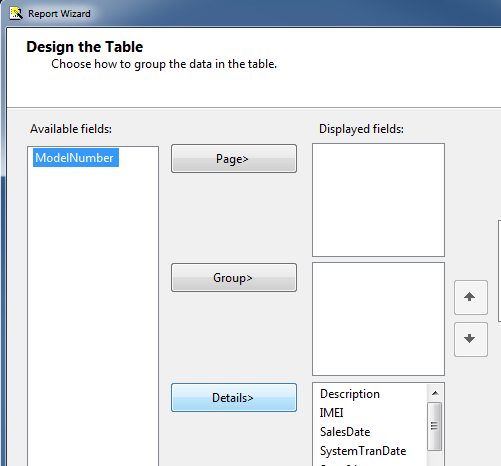 Report Wizard
Design the Table
Choose how to group the data in the table.
Available fields:
Displayed fields:
ModelNumber
Page>
Group>
Details>
Description
IMEI
SalesDate
SystemTranDate